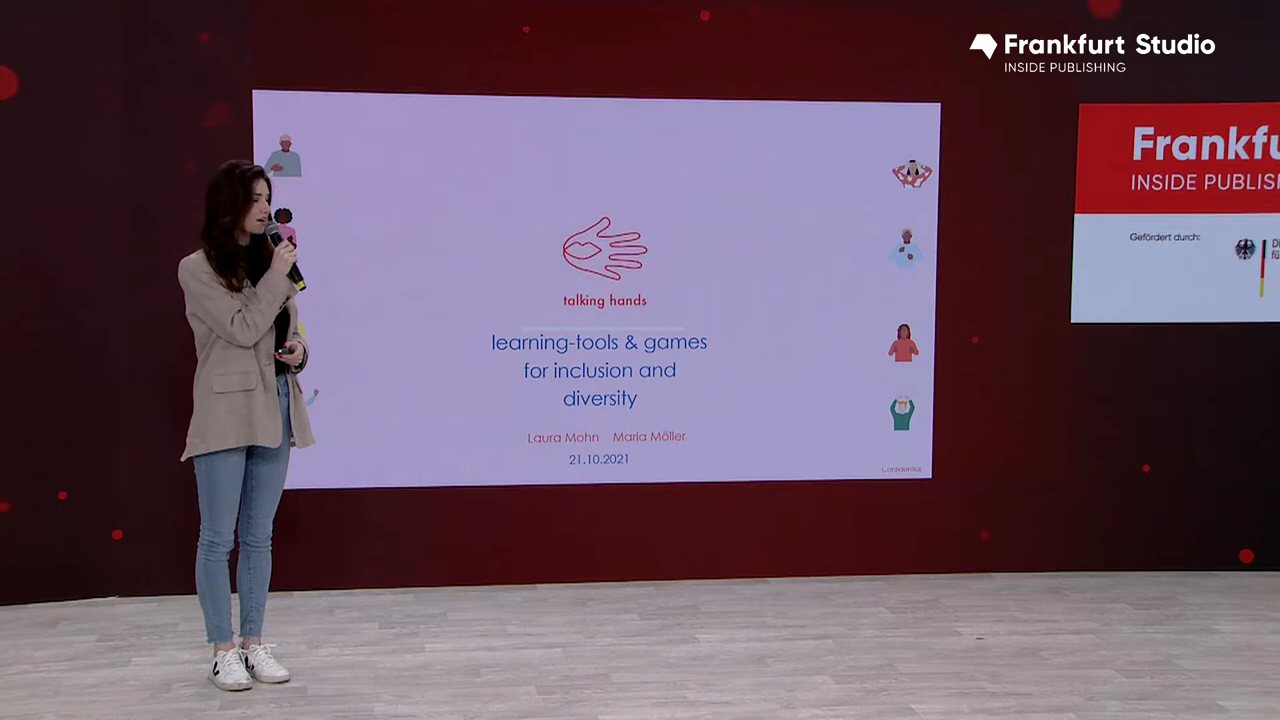 Frankfurt Studio
INSIDE PUBLISHING
talking hands
learning-tools & games
for inclusion and
diversity
Laura Mohn Maria Möller
21.10.2021
Confidential
Frankfu
INSIDE PUBLIS
Gefördert durch: